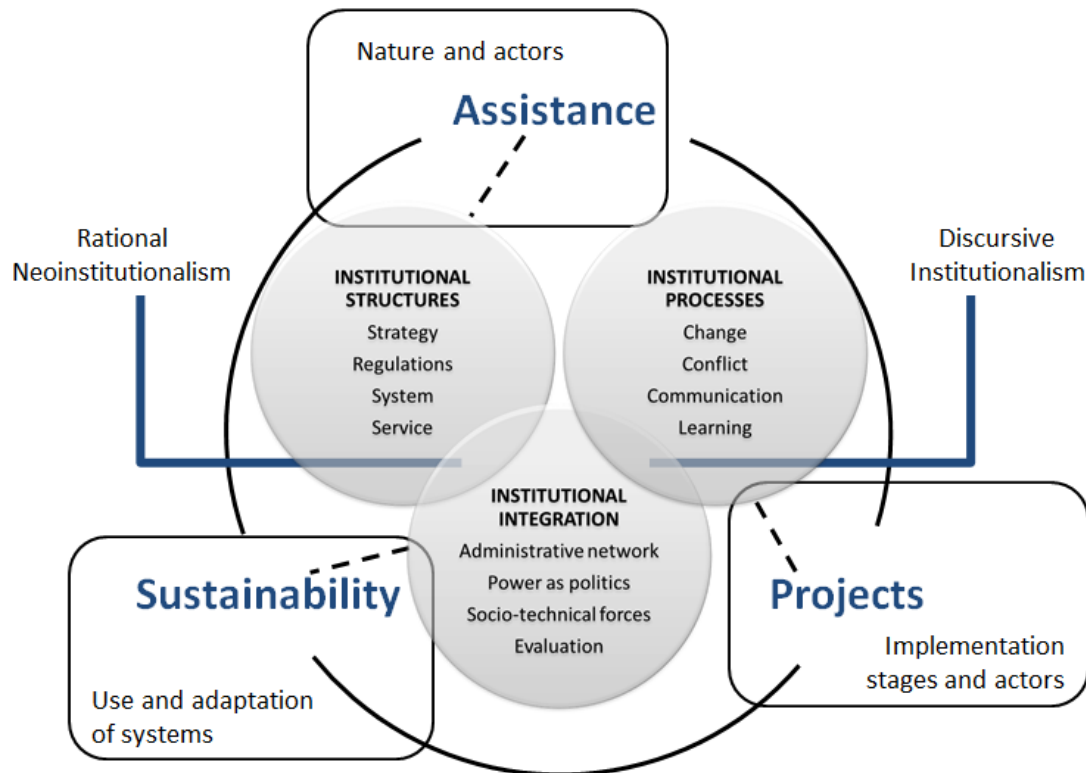 Nature and actors
Assistance
Rational
Neoinstitutionalism
Discursive
Institutionalism
INSTITUTIONAL
STRUCTURES
Strategy
Regulations
System
Service
INSTITUTIONAL
PROCESSES
Change
Conflict
Communication
Learning
INSTITUTIONAL
INTEGRATION
Administrative network
Power as politics
Socio-technical forces
Evaluation
Sustainability
Use and adaptation
of systems
Projects
Implementation
stages and actors